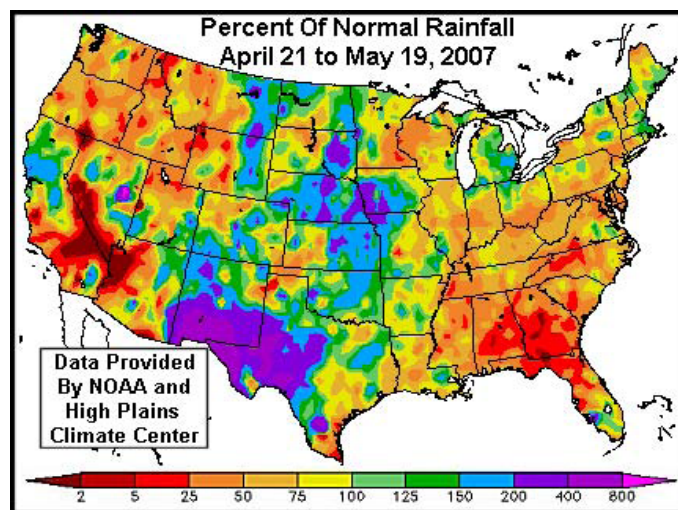 Percent Of Normal Rainfall
April 21 to May 19, 2007
Data Provided
By NOAA and
High Plains
Climate Center
2 5 25 50 75 100 125 150 200 400 800